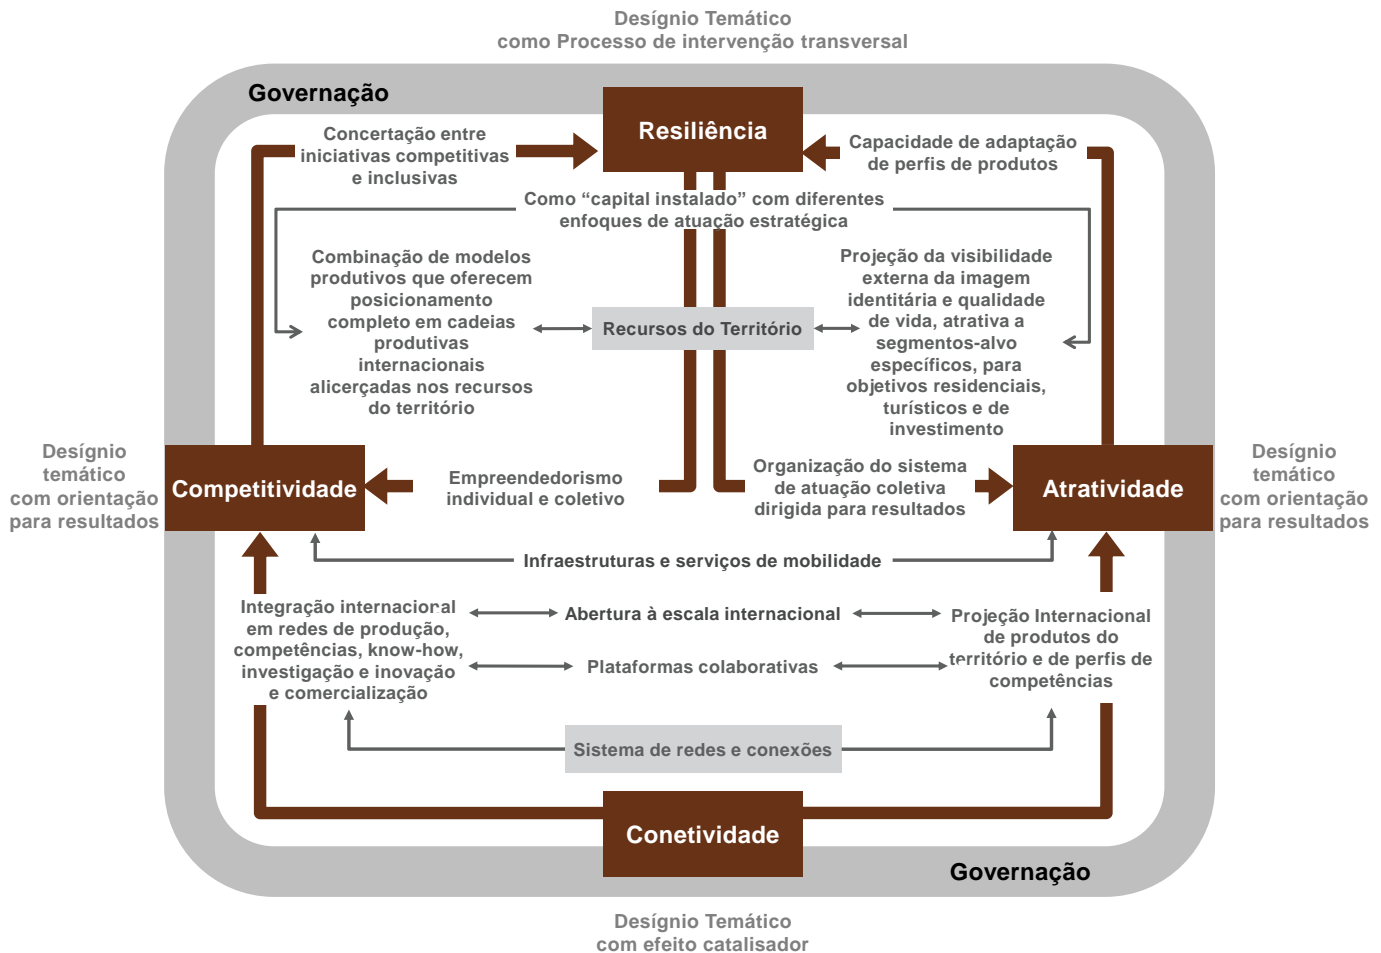 Desígnio Temático
como Processo de intervenção transversal
Governação
Resiliência
Concertação entre
iniciativas competitivas
e inclusivas
Capacidade de adaptação
de perfis de produtos
Como “capital instalado” com diferentes
enfoques de atuação estratégica
Combinação de modelos
produtivos que oferecem
posicionamento
completo em cadeias
produtivas
internacionais
alicerçadas nos recursos
do território
Recursos do Território
Projeção da visibilidade
externa da imagem
identitária e qualidade
de vida, atrativa a
segmentos-alvo
específicos, para
objetivos residenciais,
turísticos e de
investimento
Desígnio
temático
com orientação
para resultados
Competitividade
Empreendedorismo
individual e coletivo
Organização do sistema
de atuação coletiva
dirigida para resultados
Atratividade
Desígnio
temático
com orientação
para resultados
Infraestruturas e serviços de mobilidade
Integração internacional
em redes de produção,
competências, know-how,
investigação e inovação
e comercialização
Abertura à escala internacional
Plataformas colaborativas
Projeção Internacional
de produtos do
território e de perfis de
competências
Sistema de redes e conexões
Conetividade
Governação
Desígnio Temático
com efeito catalisador